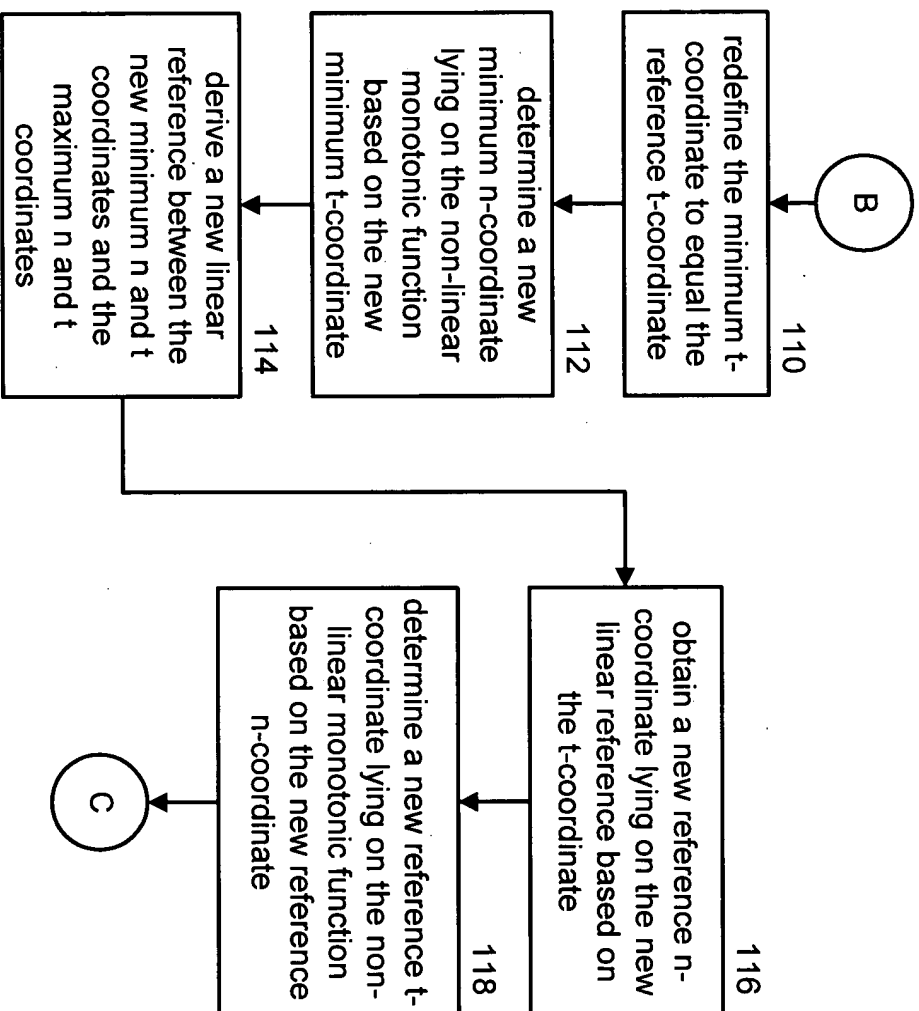 B
110
redefine the minimum t-
coordinate to equal the
reference t-coordinate
112
determine a new
minimum n-coordinate
lying on the non-linear
monotonic function
based on the new
minimum t-coordinate
114
derive a new linear
reference between the
new minimum n and t
coordinates and the
maximum n and t
coordinates
116
obtain a new reference n-
coordinate lying on the new
linear reference based on
the t-coordinate
118
determine a new reference t-
coordinate lying on the non-
linear monotonic function
based on the new reference
n-coordinate
C